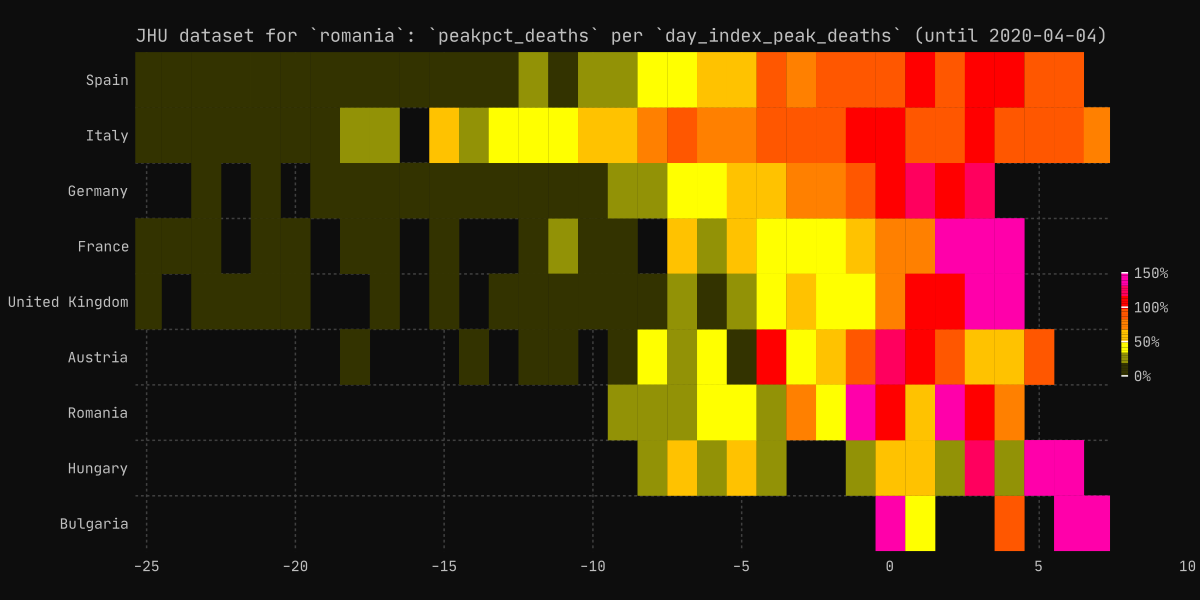 JHU dataset for `romania`: `peakpct_deaths` per `day_index_peak_deaths` (until 2020-04-04)
Spain
Italy
Germany
France
United Kingdom
Austria
Romania
Hungary
Bulgaria
150%
100%
50%
0%
-25 -20 -15 -10 -5 0 5 10